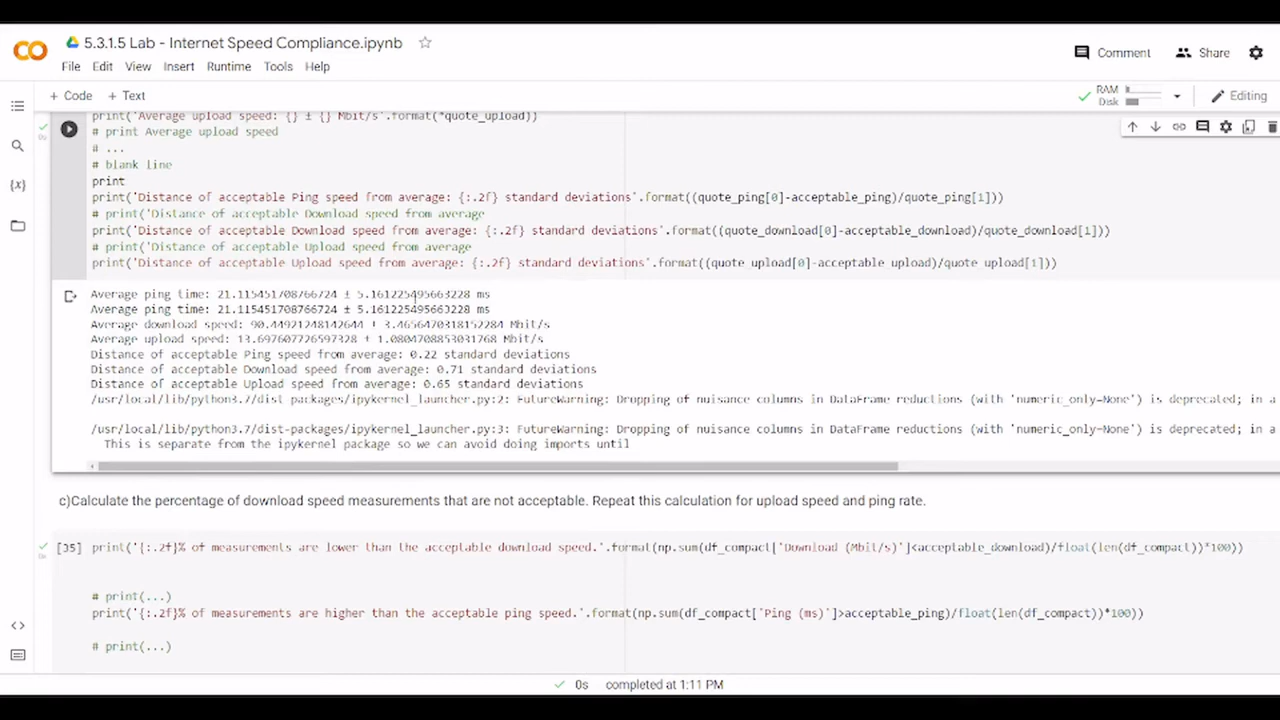 5.3.1.5 Lab - Internet Speed Compliance.ipynb
File Edit View Insert Runtime Tools Help
Comment Share
+ Code + Text
RAM
Disk
Editing
print('Average upload speed: {} ± {} Mbit/s'.format(*quote_upload))
# print Average upload speed
# ...
# blank line
print
print('Distance of acceptable Ping speed from average: {:.2f} standard deviations'.format((quote_ping[0]-acceptable_ping)/quote_ping[1]))
# print('Distance of acceptable Download speed from average
print('Distance of acceptable Download speed from average: {:.2f} standard deviations'.format((quote_download[0]-acceptable_download)/quote_download[1]))
# print('Distance of acceptable Upload speed from average
print('Distance of acceptable Upload speed from average: {:.2f} standard deviations'.format((quote_upload[0]-acceptable_upload)/quote_upload[1]))
Average ping time: 21.115451708766724 ± 5.161225495663228 ms
Average ping time: 21.115451708766724 ± 5.161225495663228 ms
Average download speed: 90.44921248142644 ± 3.4656470318152284 Mbit/s
Average upload speed: 13.697607726597328 ± 1.0804708853031768 Mbit/s
Distance of acceptable Ping speed from average: 0.22 standard deviations
Distance of acceptable Download speed from average: 0.71 standard deviations
Distance of acceptable Upload speed from average: 0.65 standard deviations
/usr/local/lib/python3.7/dist-packages/ipykernel_launcher.py:2: FutureWarning: Dropping of nuisance columns in DataFrame reductions (with 'numeric_only=None') is deprecated; in a
/usr/local/lib/python3.7/dist-packages/ipykernel_launcher.py:3: FutureWarning: Dropping of nuisance columns in DataFrame reductions (with 'numeric_only=None') is deprecated; in a
This is separate from the ipykernel package so we can avoid doing imports until
c)Calculate the percentage of download speed measurements that are not acceptable. Repeat this calculation for upload speed and ping rate.
[35] print('{:.2f}% of measurements are lower than the acceptable download speed.'.format(np.sum(df_compact['Download (Mbit/s)']<acceptable_download)/float(len(df_compact))*100))
# print(...)
print('{:.2f}% of measurements are higher than the acceptable ping speed.'.format(np.sum(df_compact['Ping (ms)']>acceptable_ping)/float(len(df_compact))*100))
# print(...)
0s completed at 1:11 PM